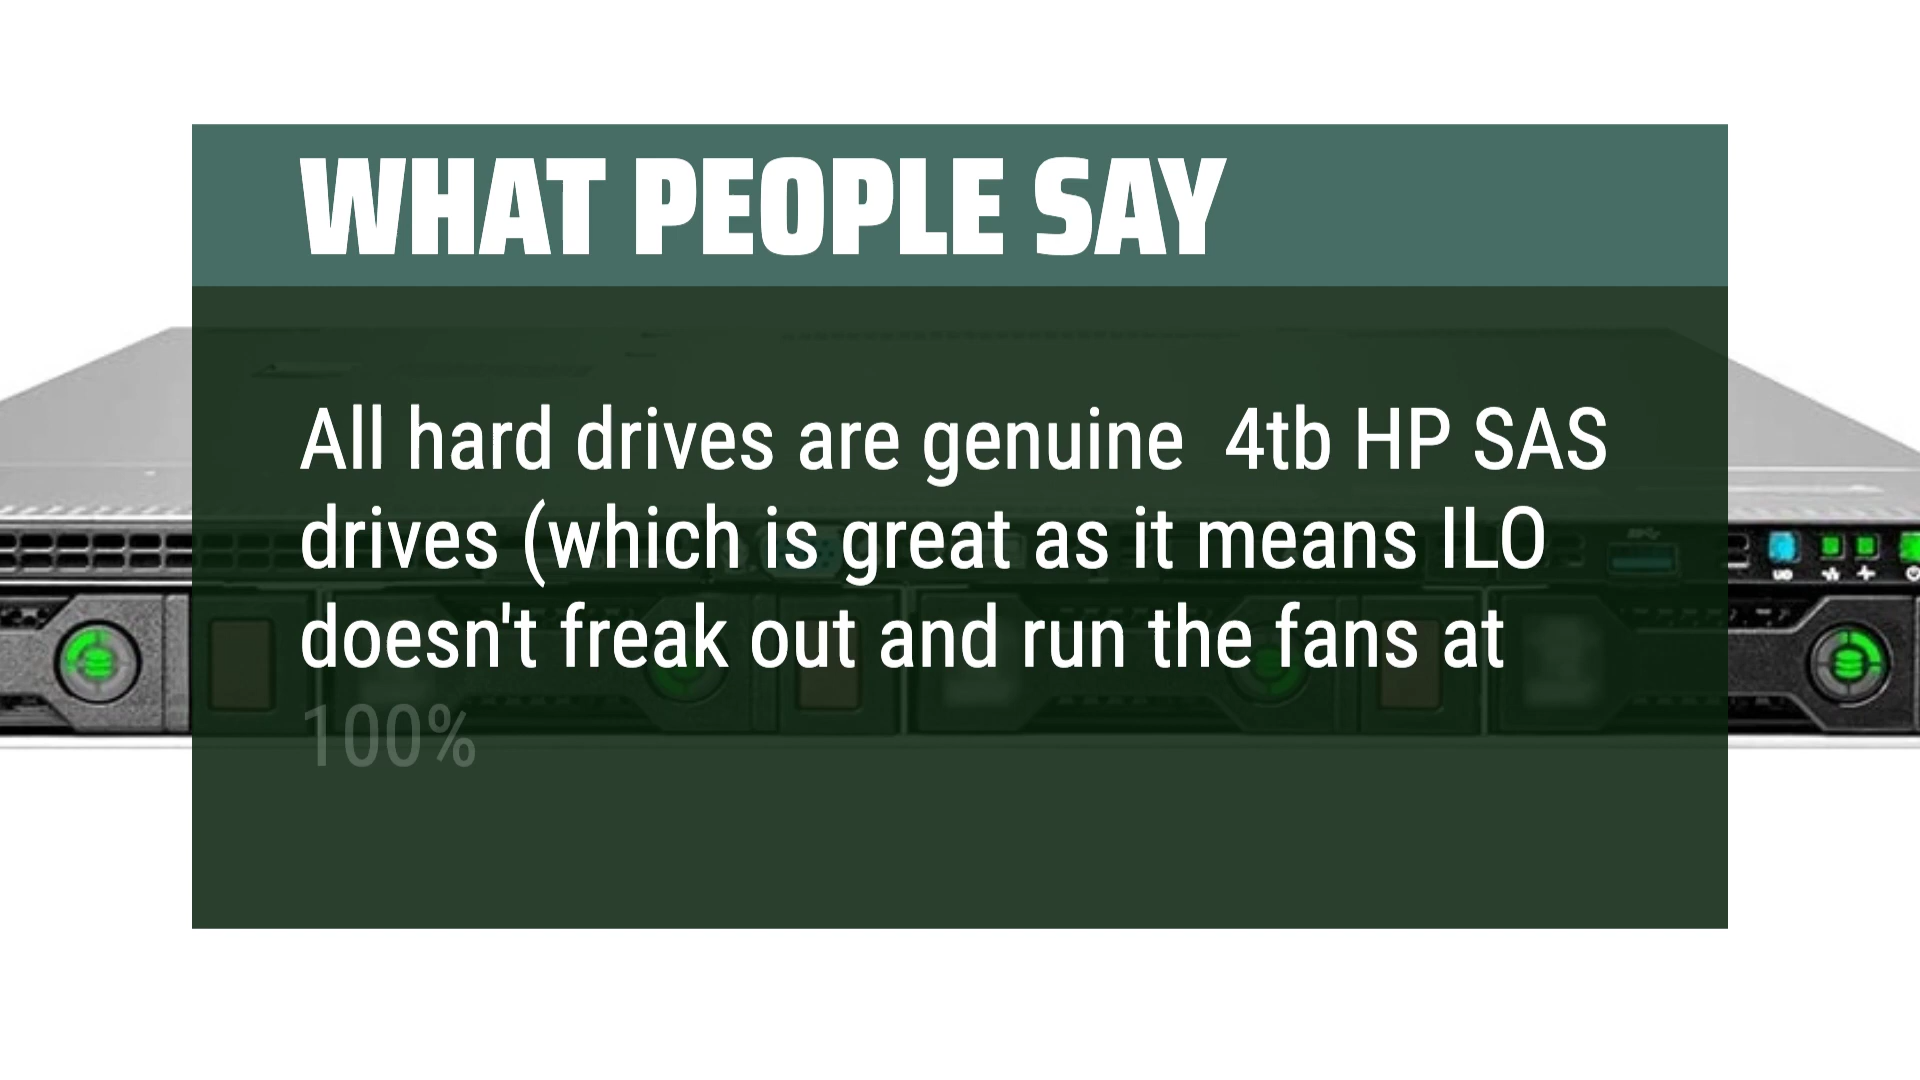 WHAT PEOPLE SAY
All hard drives are genuine  4tb HP SAS
drives (which is great as it means ILO
doesn't freak out and run the fans at
100%